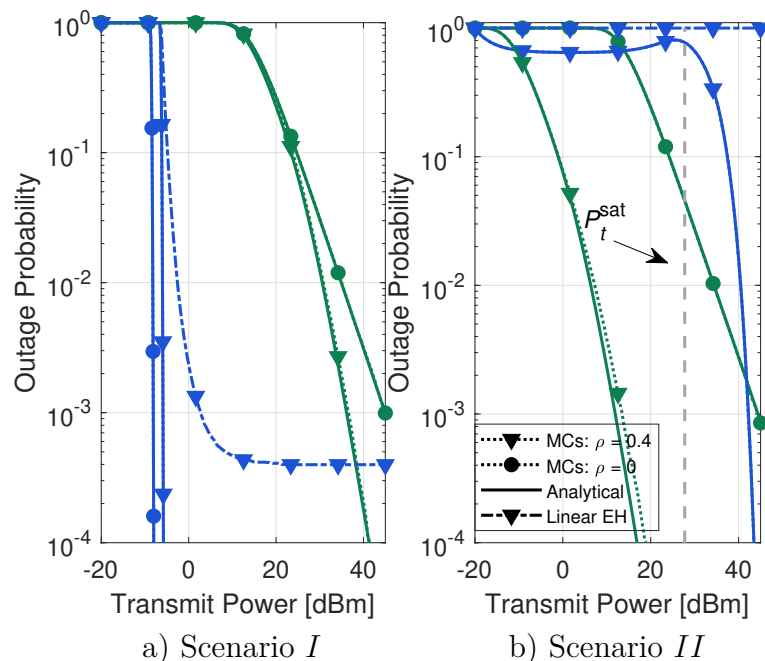 Outage Probability
10^0
10^-1
10^-2
10^-3
10^-4
-20
0
20
40
Transmit Power [dBm]
a) Scenario I
Outage Probability
10^0
10^-1
10^-2
10^-3
10^-4
P_t^sat
MCs: ρ = 0.4
MCs: ρ = 0
Analytical
Linear EH
-20
0
20
40
Transmit Power [dBm]
b) Scenario II